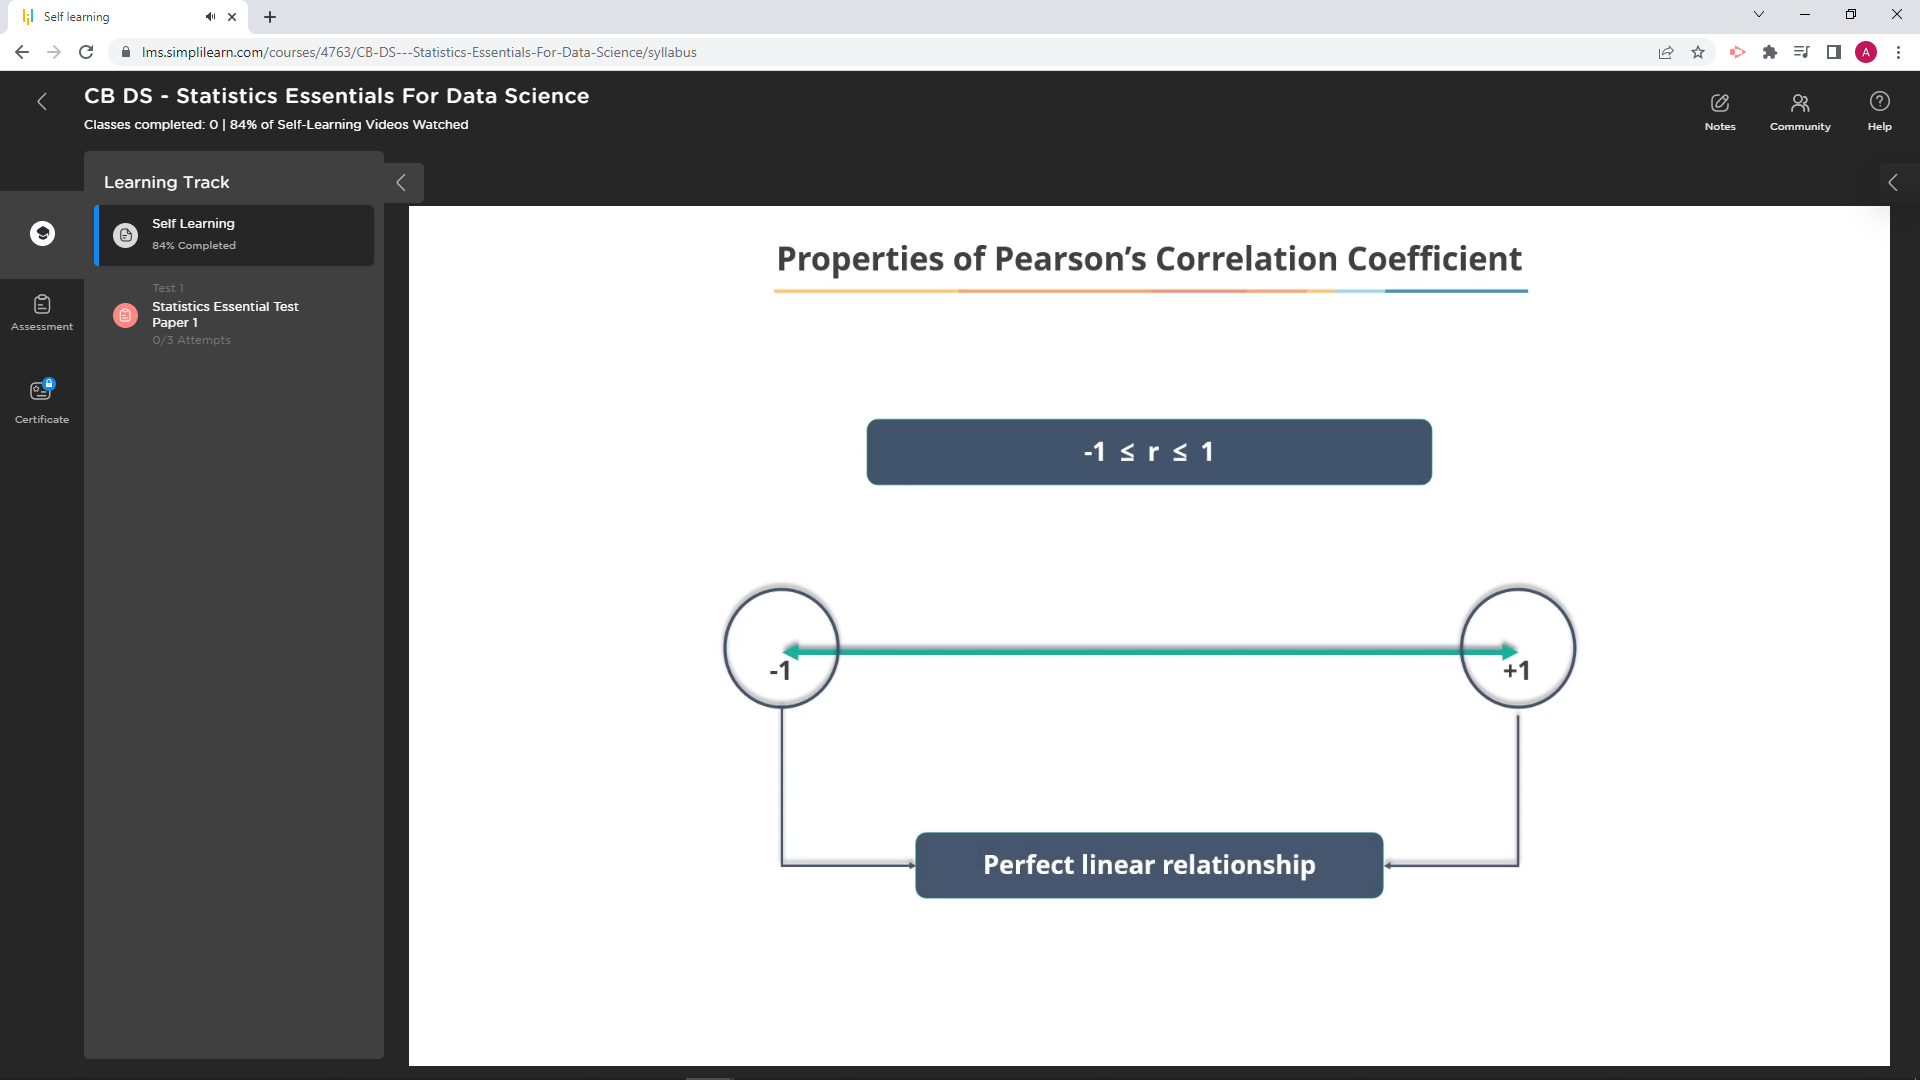 Self learning
lms.simplilearn.com/courses/4763/CB-DS---Statistics-Essentials-For-Data-Science/syllabus
A
CB DS - Statistics Essentials For Data Science
Classes completed: 0 | 84% of Self-Learning Videos Watched
Notes
Community
Help
Learning Track
Self Learning
84% Completed
Test 1
Statistics Essential Test
Paper 1
0/3 Attempts
Assessment
Certificate
Properties of Pearson’s Correlation Coefficient
-1 ≤ r ≤ 1
-1
+1
Perfect linear relationship